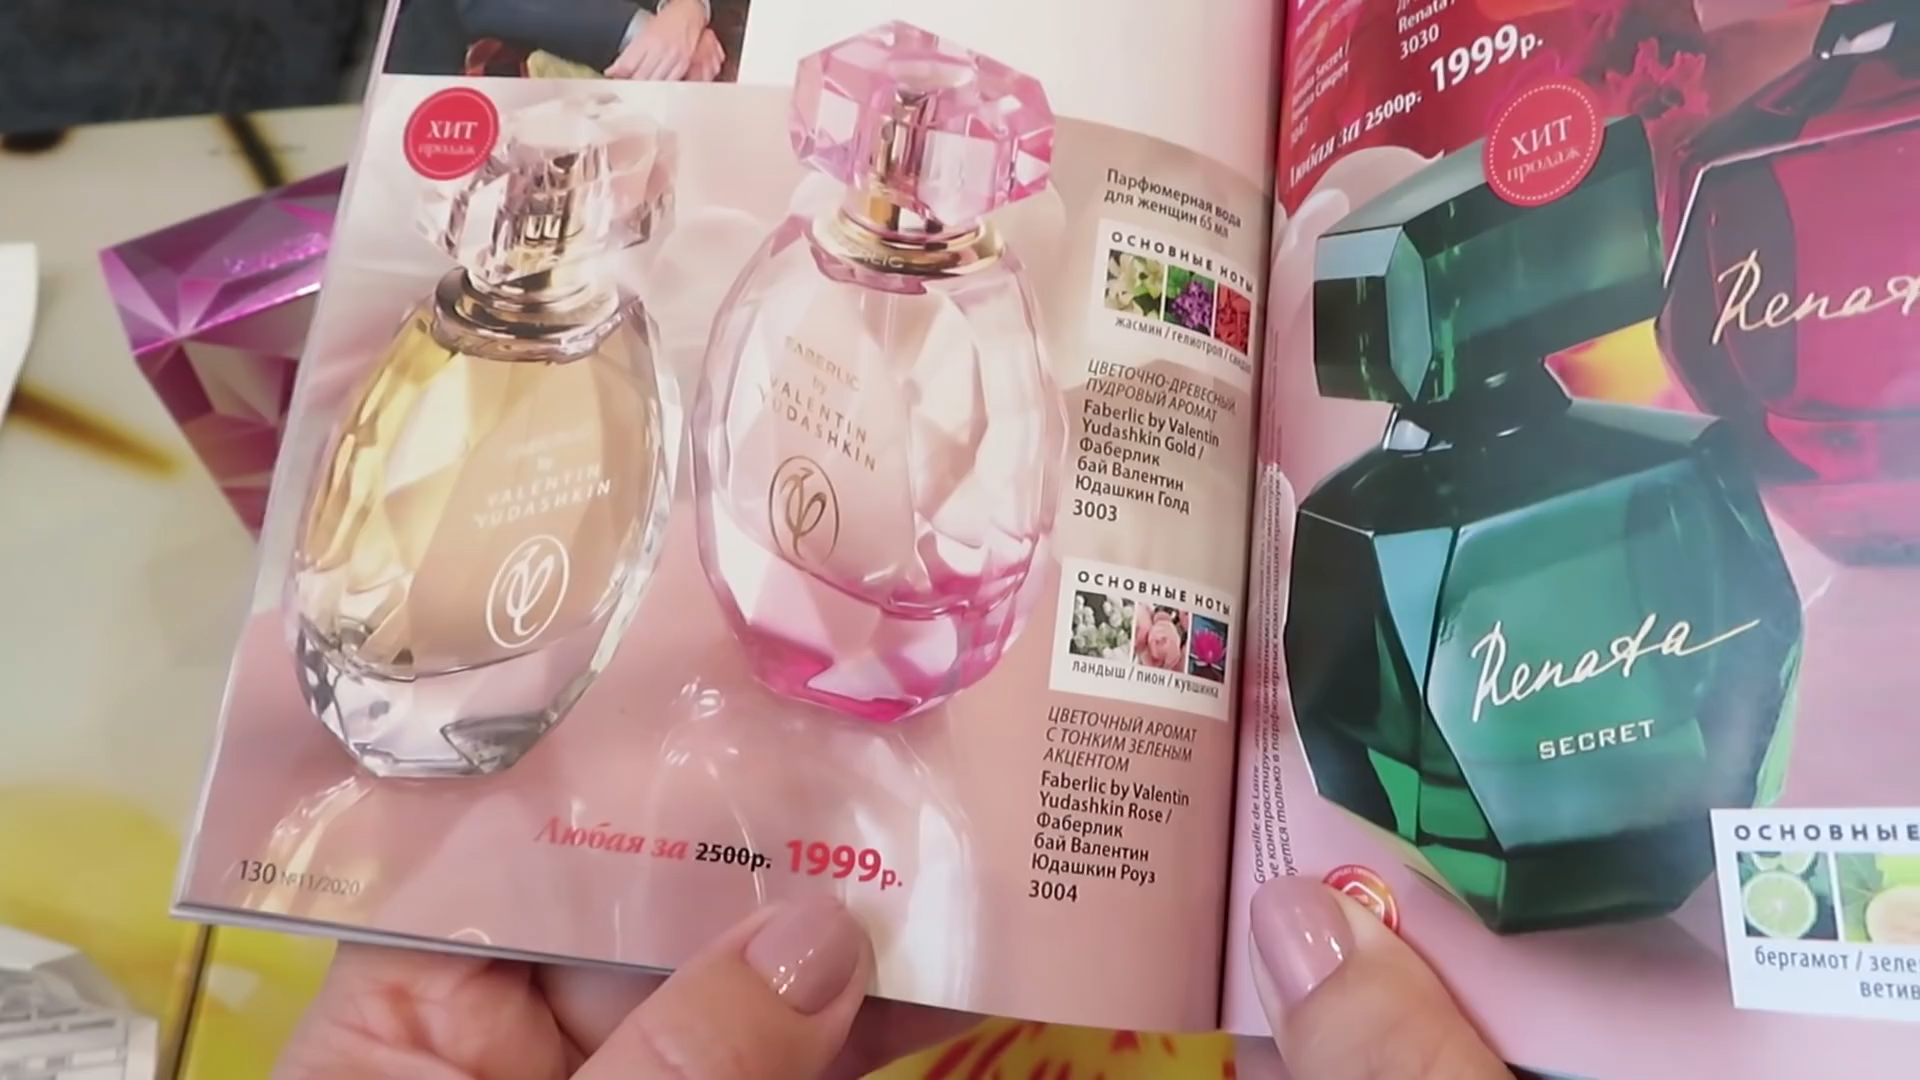 ХИТ
продаж
FABERLIC
by
VALENTIN
YUDASHKIN
by
VALENTIN
YUDASHKIN
Парфюмерная вода
для женщин 65 мл
ОСНОВНЫЕ НОТЫ
жасмин / гелиотроп /
ЦВЕТОЧНО-ДРЕВЕСНЫЙ
ПУДРОВЫЙ АРОМАТ
Faberlic by Valentin
Yudashkin Gold /
Фаберлик
бай Валентин
Юдашкин Голд
3003
ОСНОВНЫЕ НОТЫ
ландыш / пион / кувшинка
ЦВЕТОЧНЫЙ АРОМАТ
С ТОНКИМ ЗЕЛЕНЫМ
АКЦЕНТОМ
Faberlic by Valentin
Yudashkin Rose /
Фаберлик
бай Валентин
Юдашкин Роуз
3004
Любая за 2500р. 1999р.
130 №11/2020
Renata
3030
Любая за 2500р. 1999р.
ХИТ
продаж
Renata
Renata
SECRET
ОСНОВНЫЕ
бергамот /